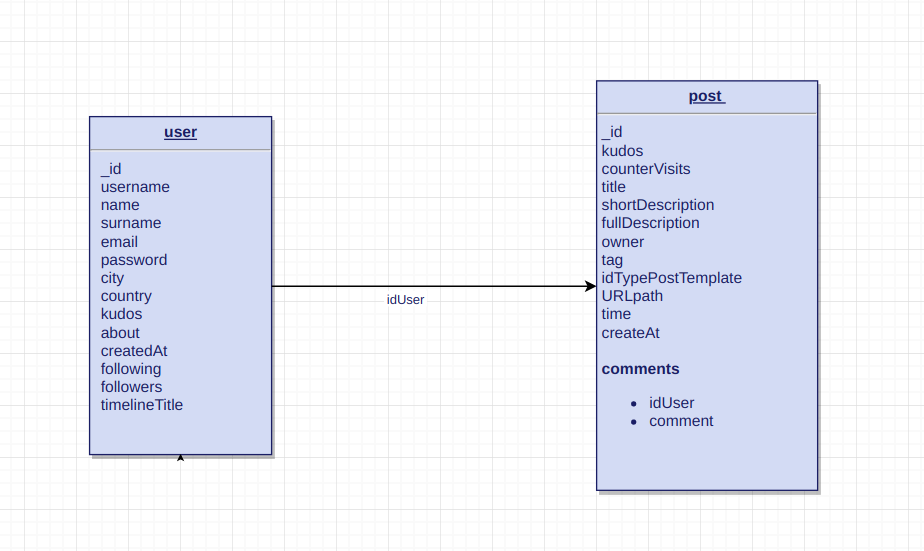 user
_id
username
name
surname
email
password
city
country
kudos
about
createdAt
following
followers
timelineTitle
idUser
post
_id
kudos
counterVisits
title
shortDescription
fullDescription
owner
tag
idTypePostTemplate
URLpath
time
createAt
comments
idUser
comment